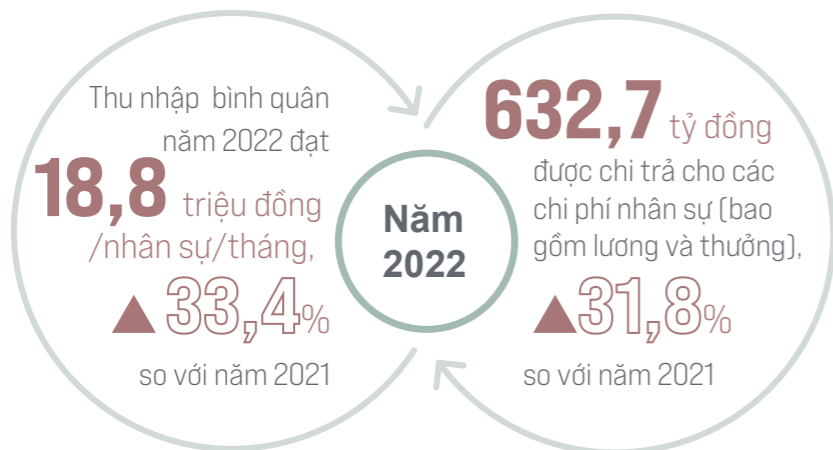 Thu nhập bình quân
năm 2022 đạt
18,8 triệu đồng
/nhân sự/tháng,
▲33,4%
so với năm 2021
Năm
2022
632,7 tỷ đồng
được chi trả cho các
chi phí nhân sự (bao
gồm lương và thưởng),
▲31,8%
so với năm 2021